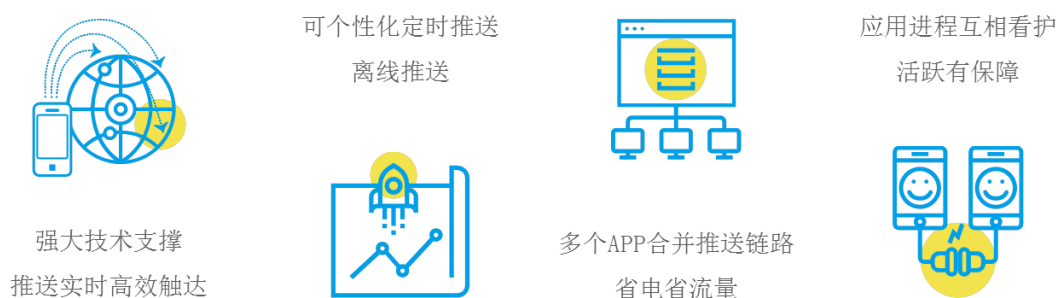 强大技术支撑
推送实时高效触达
可个性化定时推送
离线推送
多个APP合并推送链路
省电省流量
应用进程互相看护
活跃有保障